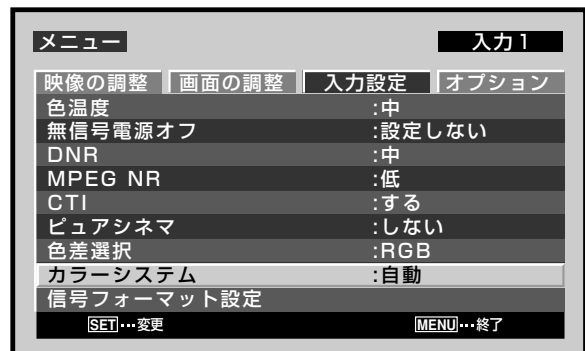 メニュー 入力1
映像の調整 画面の調整 入力設定 オプション
色温度 :中
無信号電源オフ :設定しない
DNR :中
MPEG NR :低
CTI :する
ピュアシネマ :しない
色差選択 :RGB
カラーシステム :自動
信号フォーマット設定
SET…変更 MENU…終了